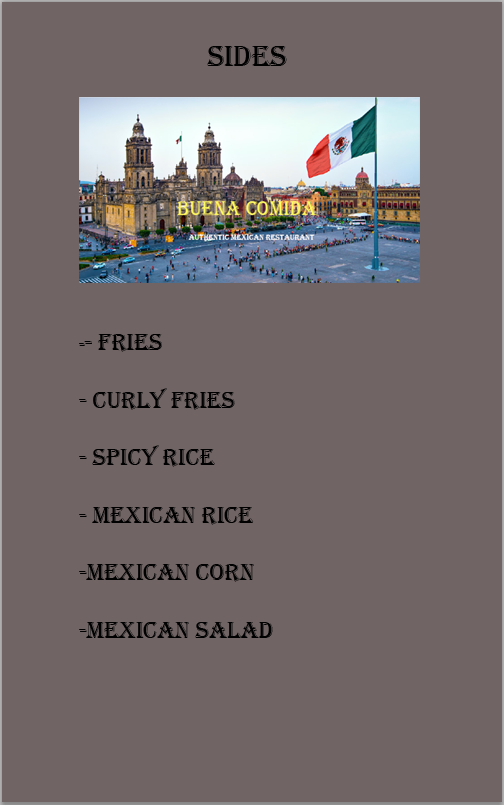 SIDES
BUENA COMIDA
AUTHENTIC MEXICAN RESTAURANT
-- FRIES
- CURLY FRIES
- SPICY RICE
- MEXICAN RICE
-MEXICAN CORN
-MEXICAN SALAD